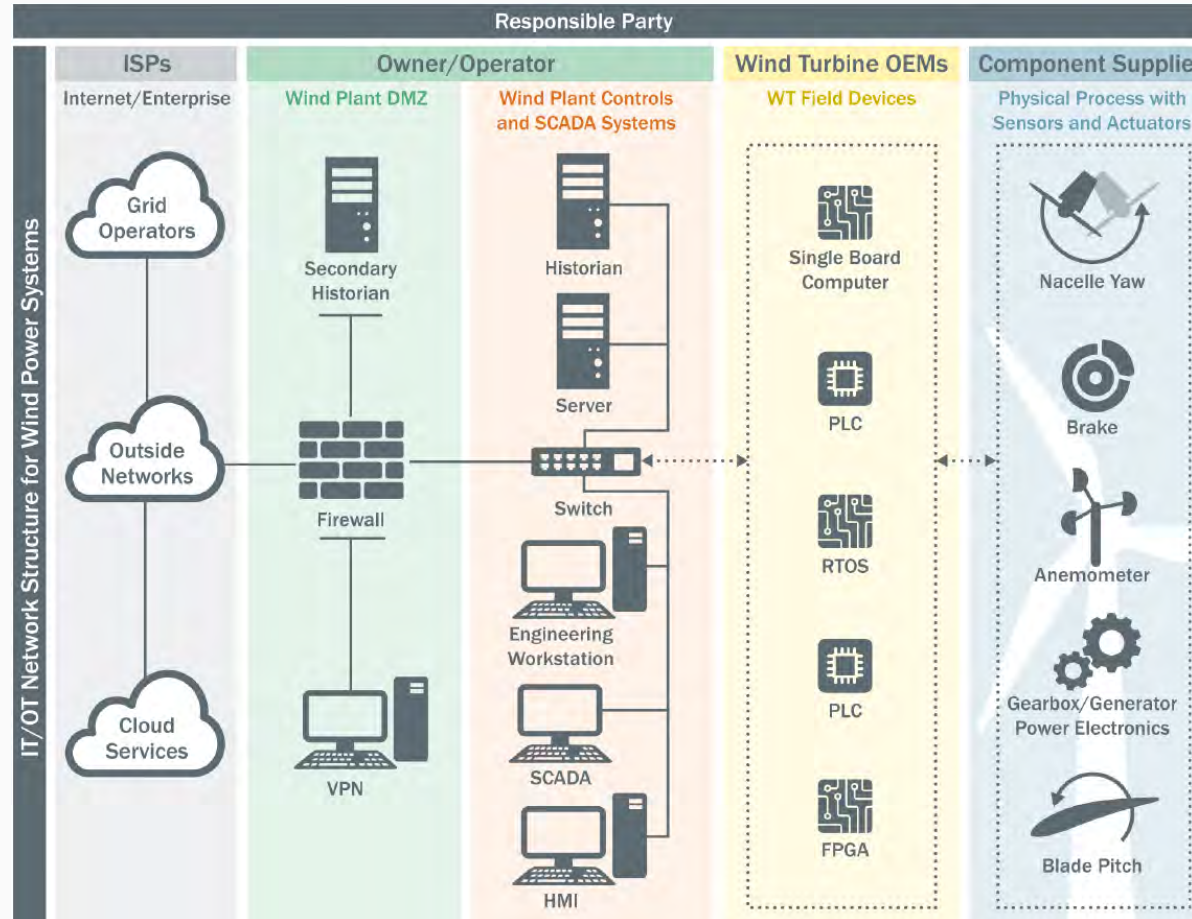 Responsible Party
IT/OT Network Structure for Wind Power Systems
ISPs
Internet/Enterprise
Grid
Operators
Outside
Networks
Cloud
Services
Owner/Operator
Wind Plant DMZ
Secondary
Historian
Firewall
VPN
Wind Plant Controls
and SCADA Systems
Historian
Server
Switch
Engineering
Workstation
SCADA
HMI
Wind Turbine OEMs
WT Field Devices
Single Board
Computer
PLC
RTOS
PLC
FPGA
Component Supplie
Physical Process with
Sensors and Actuators
Nacelle Yaw
Brake
Anemometer
Gearbox/Generator
Power Electronics
Blade Pitch